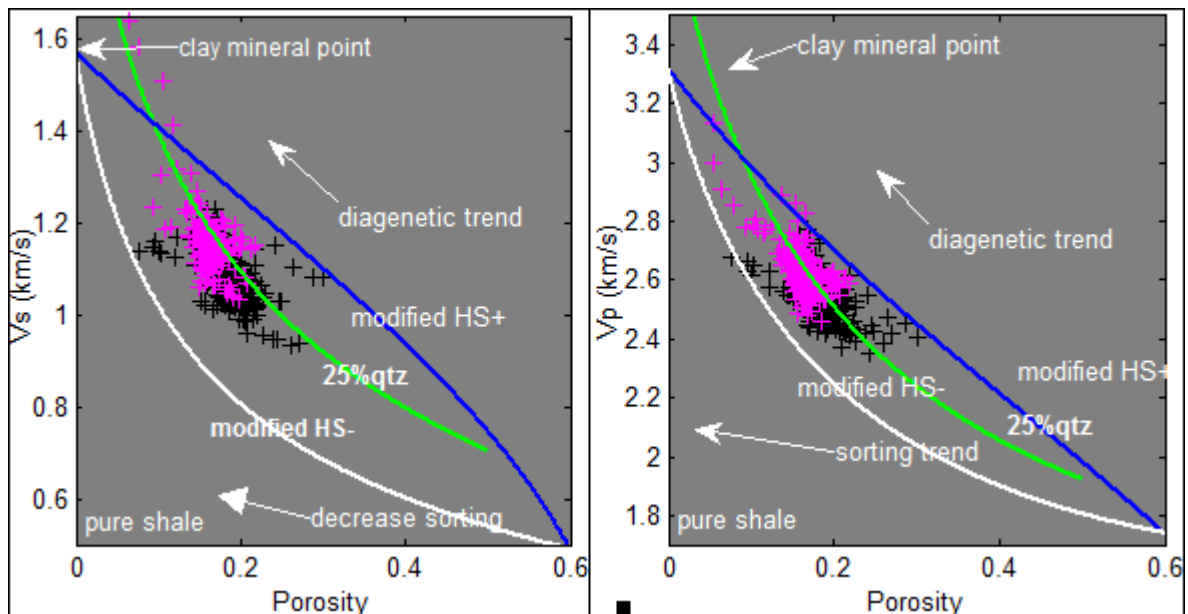 1.6
1.4
1.2
1
0.8
0.6
Vs (km/s)
clay mineral point
diagenetic trend
modified HS+
25%qtz
modified HS-
decrease sorting
pure shale
0
0.2
0.4
0.6
Porosity
3.4
3.2
3
2.8
2.6
2.4
2.2
2
1.8
Vp (km/s)
clay mineral point
diagenetic trend
modified HS+
modified HS-
25%qtz
sorting trend
pure shale
0
0.2
0.4
0.6
Porosity